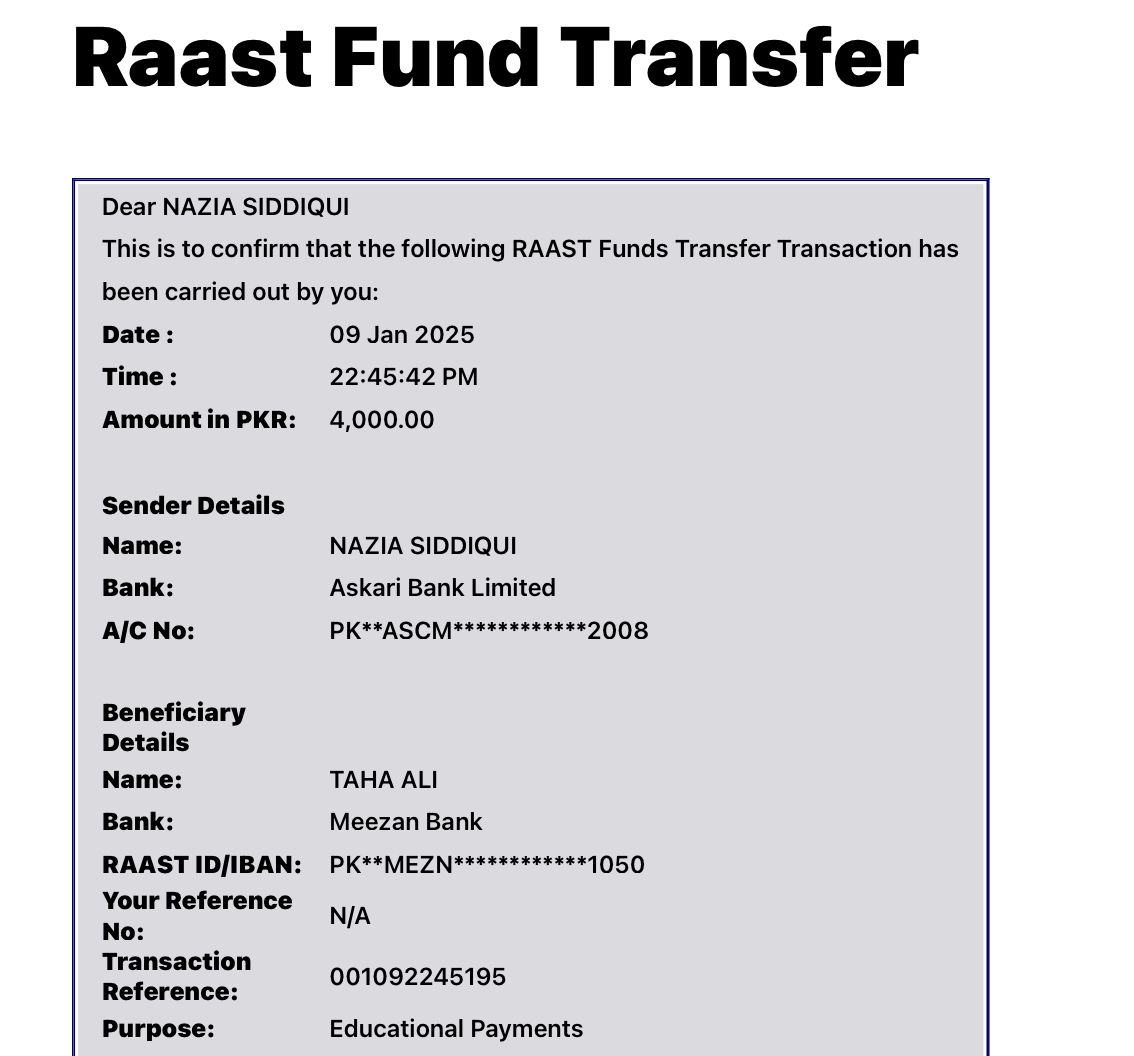 Raast Fund Transfer
Dear NAZIA SIDDIQUI
This is to confirm that the following RAAST Funds Transfer Transaction has
been carried out by you:
Date : 09 Jan 2025
Time : 22:45:42 PM
Amount in PKR: 4,000.00
Sender Details
Name: NAZIA SIDDIQUI
Bank: Askari Bank Limited
A/C No: PK**ASCM************2008
Beneficiary
Details
Name: TAHA ALI
Bank: Meezan Bank
RAAST ID/IBAN: PK**MEZN************1050
Your Reference
No: N/A
Transaction
Reference: 001092245195
Purpose: Educational Payments